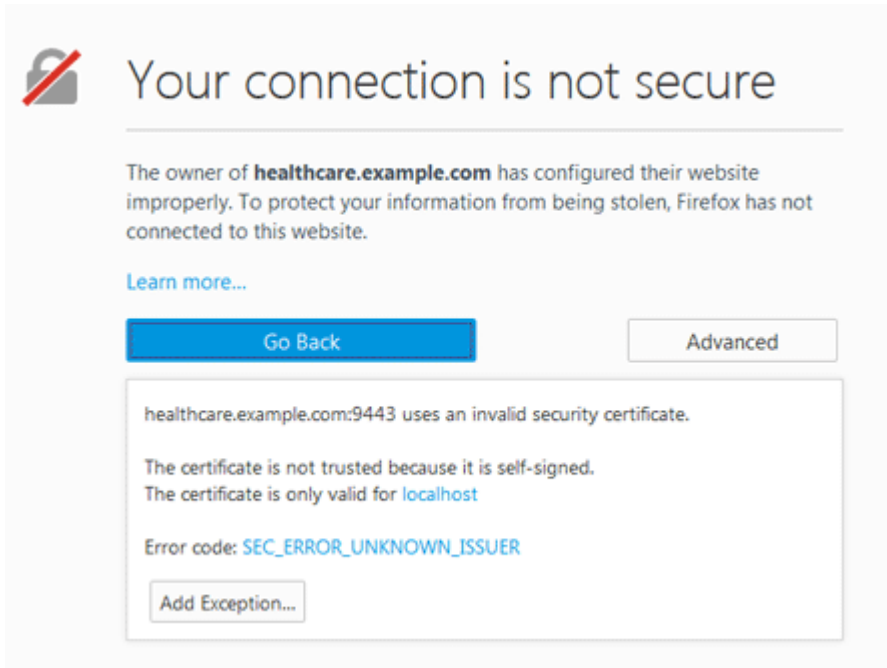 Your connection is not secure
The owner of healthcare.example.com has configured their website
improperly. To protect your information from being stolen, Firefox has not
connected to this website.
Learn more...
Go Back
Advanced
healthcare.example.com:9443 uses an invalid security certificate.
The certificate is not trusted because it is self-signed.
The certificate is only valid for localhost
Error code: SEC_ERROR_UNKNOWN_ISSUER
Add Exception...